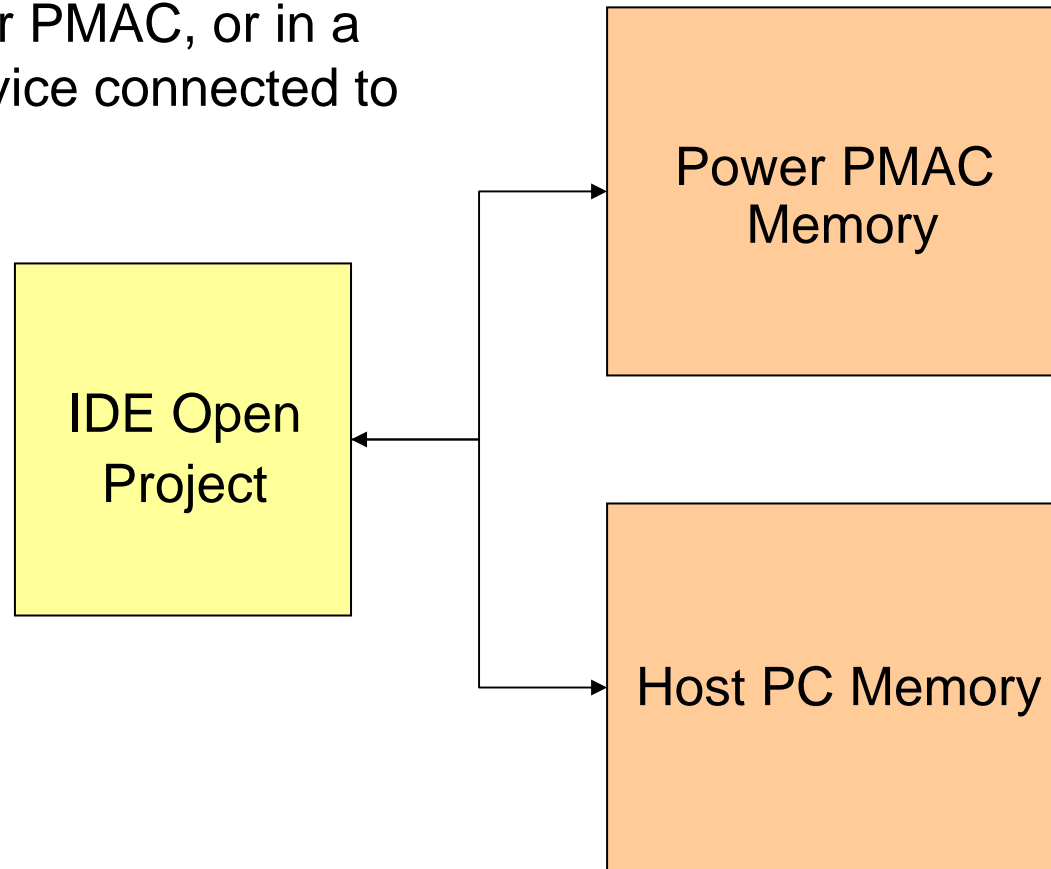 r PMAC, or in a
vice connected to
Power PMAC
Memory
IDE Open
Project
Host PC Memory